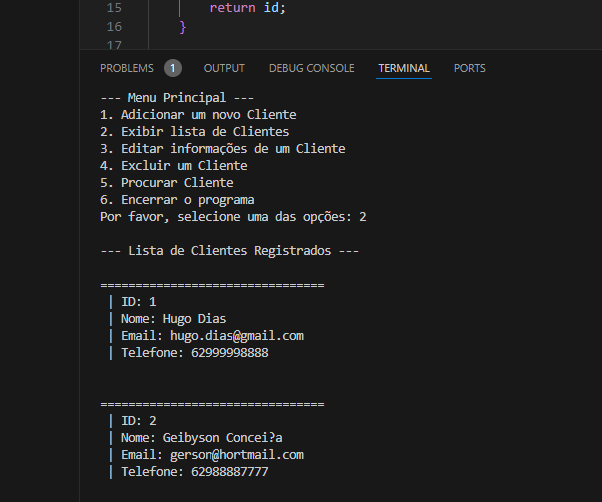 15 return id;
16 }
17
PROBLEMS 1 OUTPUT DEBUG CONSOLE TERMINAL PORTS
--- Menu Principal ---
1. Adicionar um novo Cliente
2. Exibir lista de Clientes
3. Editar informações de um Cliente
4. Excluir um Cliente
5. Procurar Cliente
6. Encerrar o programa
Por favor, selecione uma das opções: 2
--- Lista de Clientes Registrados ---
================================
| ID: 1
| Nome: Hugo Dias
| Email: hugo.dias@gmail.com
| Telefone: 62999998888
================================
| ID: 2
| Nome: Geibyson Concei?a
| Email: gerson@hortmail.com
| Telefone: 62988887777